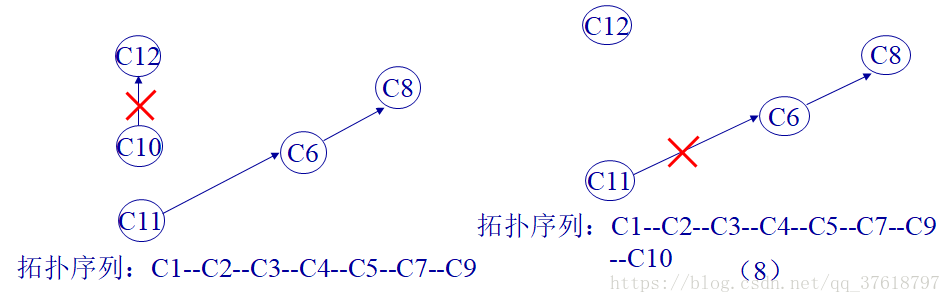 C12
C8
C10
C6
C11
拓扑序列：C1--C2--C3--C4--C5--C7--C9
C12
C8
C6
C11
拓扑序列：C1--C2--C3--C4--C5--C7--C9
--C10
（8）
https://blog.csdn.net/qq_37618797